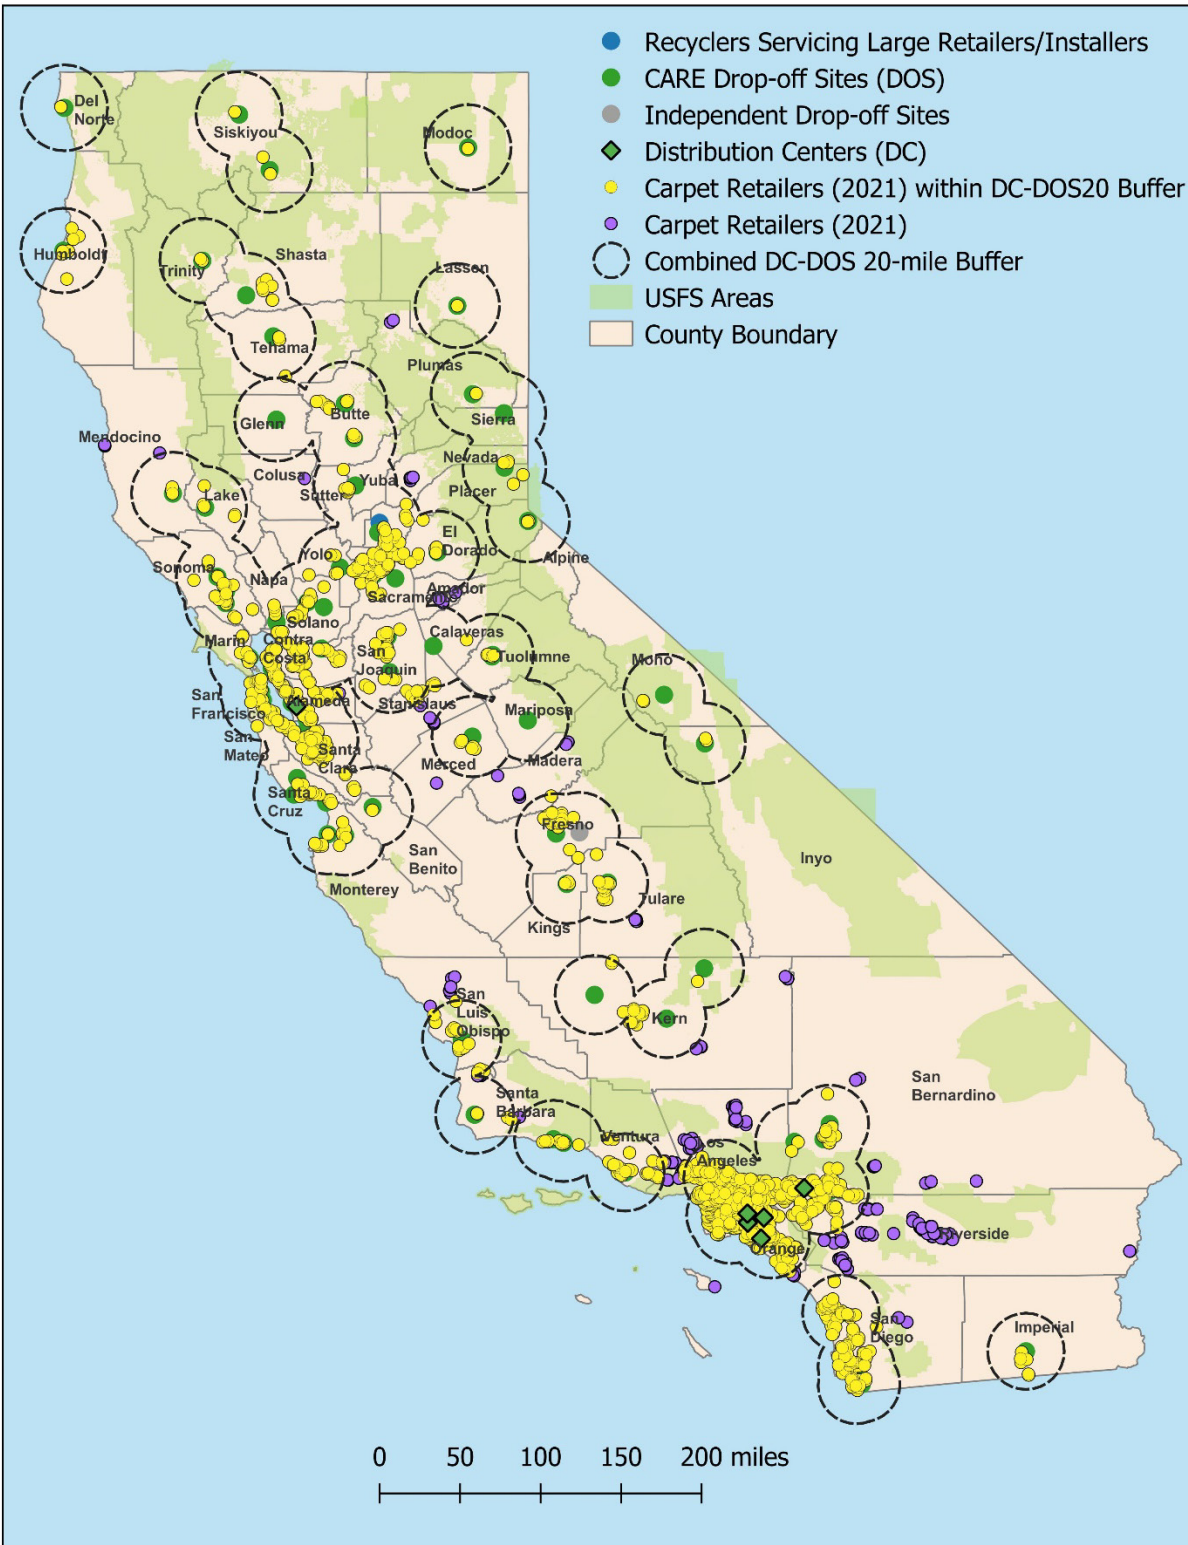 Recyclers Servicing Large Retailers/Installers
CARE Drop-off Sites (DOS)
Independent Drop-off Sites
Distribution Centers (DC)
Carpet Retailers (2021) within DC-DOS20 Buffer
Carpet Retailers (2021)
Combined DC-DOS 20-mile Buffer
USFS Areas
County Boundary
Del
Norte
Siskiyou
Modoc
Humboldt
Trinity
Shasta
Lassen
Tehama
Plumas
Butte
Glenn
Sierra
Mendocino
Colusa
Nevada
Lake
Sutter
Yuba
Placer
Yolo
El
Dorado
Alpine
Sonoma
Napa
Sacramento
Amador
Solano
Marin
Contra
Costa
San
Joaquin
Calaveras
Tuolumne
Mono
San
Francisco
Alameda
Stanislaus
Mariposa
San
Mateo
Santa
Clara
Merced
Madera
Santa
Cruz
Fresno
San
Benito
Inyo
Monterey
Tulare
Kings
San
Luis
Obispo
Kern
San
Bernardino
Santa
Barbara
Ventura
Los
Angeles
Orange
Riverside
San
Diego
Imperial
0 50 100 150 200 miles